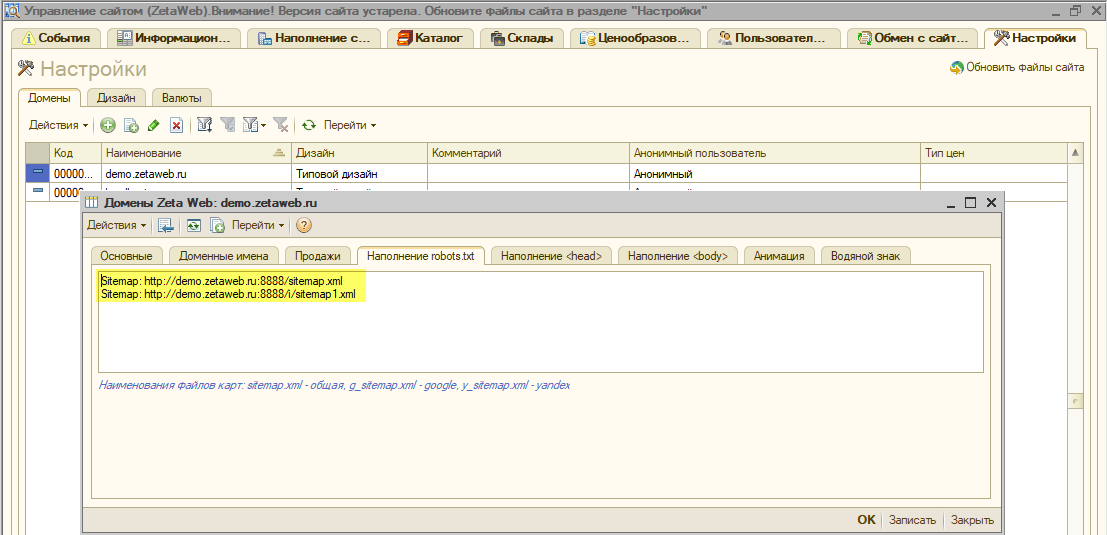 Управление сайтом (ZetaWeb).Внимание! Версия сайта устарела. Обновите файлы сайта в разделе "Настройки"
События Информацион... Наполнение с... Каталог Склады Ценообразов... Пользовател... Обмен с сайт... Настройки
Настройки Обновить файлы сайта
Домены Дизайн Валюты
Действия Перейти
Код Наименование Дизайн Комментарий Анонимный пользователь Тип цен
00000... demo.zetaweb.ru Типовой дизайн Анонимный
00000...
Домены Zeta Web: demo.zetaweb.ru
Действия Перейти
Основные Доменные имена Продажи Наполнение robots.txt Наполнение <head> Наполнение <body> Анимация Водяной знак
Sitemap: http://demo.zetaweb.ru:8888/sitemap.xml
Sitemap: http://demo.zetaweb.ru:8888/i/sitemap1.xml
Наименования файлов карт: sitemap.xml - общая, g_sitemap.xml - google, y_sitemap.xml - yandex
OK Записать Закрыть